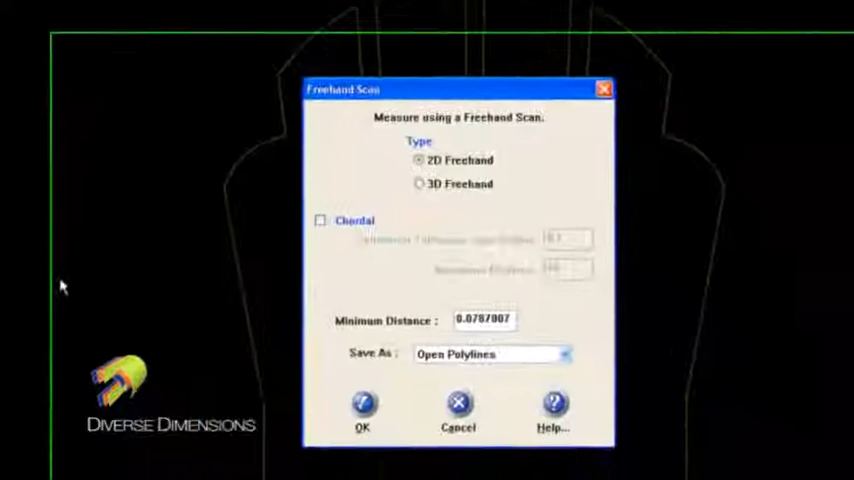 Freehand Scan
Measure using a Freehand Scan.
Type
2D Freehand
3D Freehand
Chordal
Minimum Distance : 0.0787007
Save As : Open Polylines
OK Cancel Help...
DIVERSE DIMENSIONS